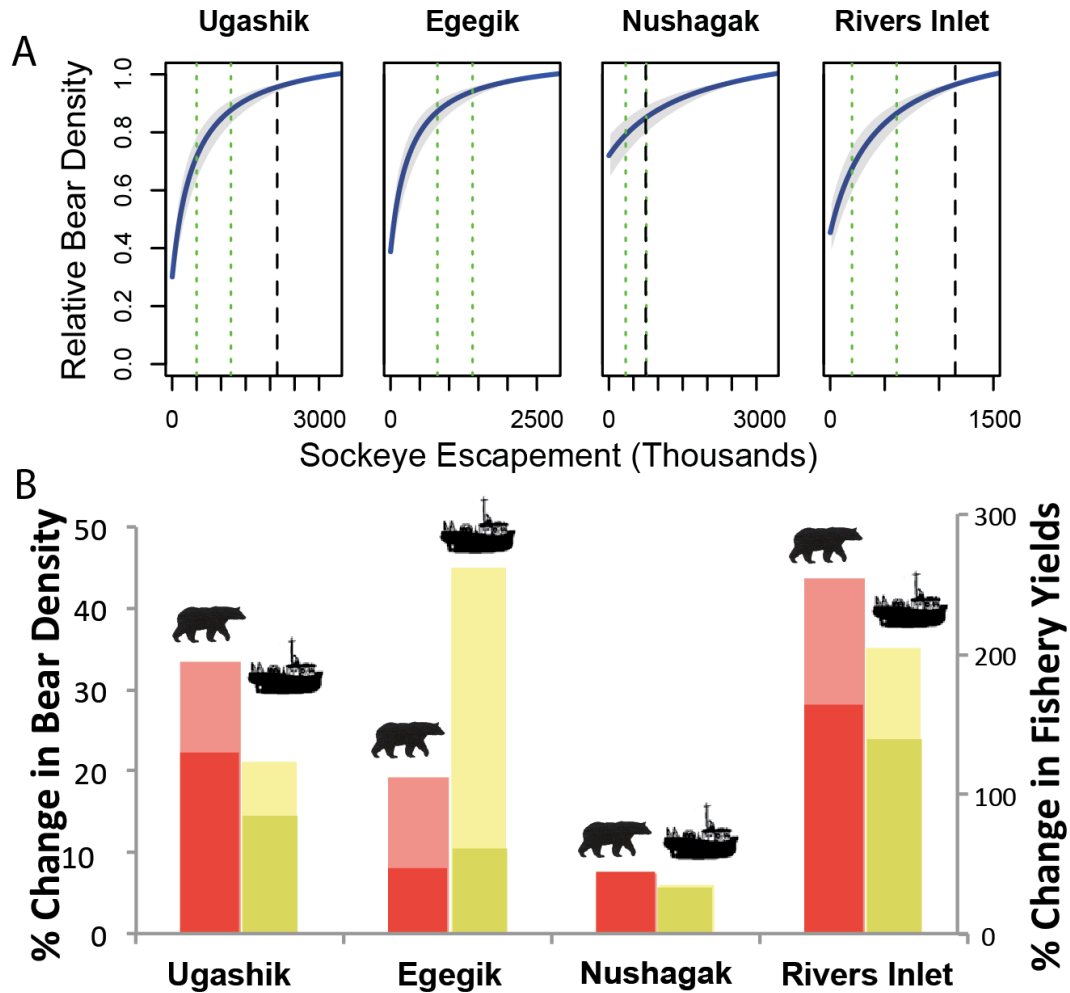 Ugashik Egegik Nushagak Rivers Inlet
A
Relative Bear Density
1.0
0.8
0.6
0.4
0.2
0.0
0 3000 0 2500 0 3000 0 1500
Sockeye Escapement (Thousands)
B
% Change in Bear Density
50
40
30
20
10
0
300
200
100
0
% Change in Fishery Yields
Ugashik Egegik Nushagak Rivers Inlet